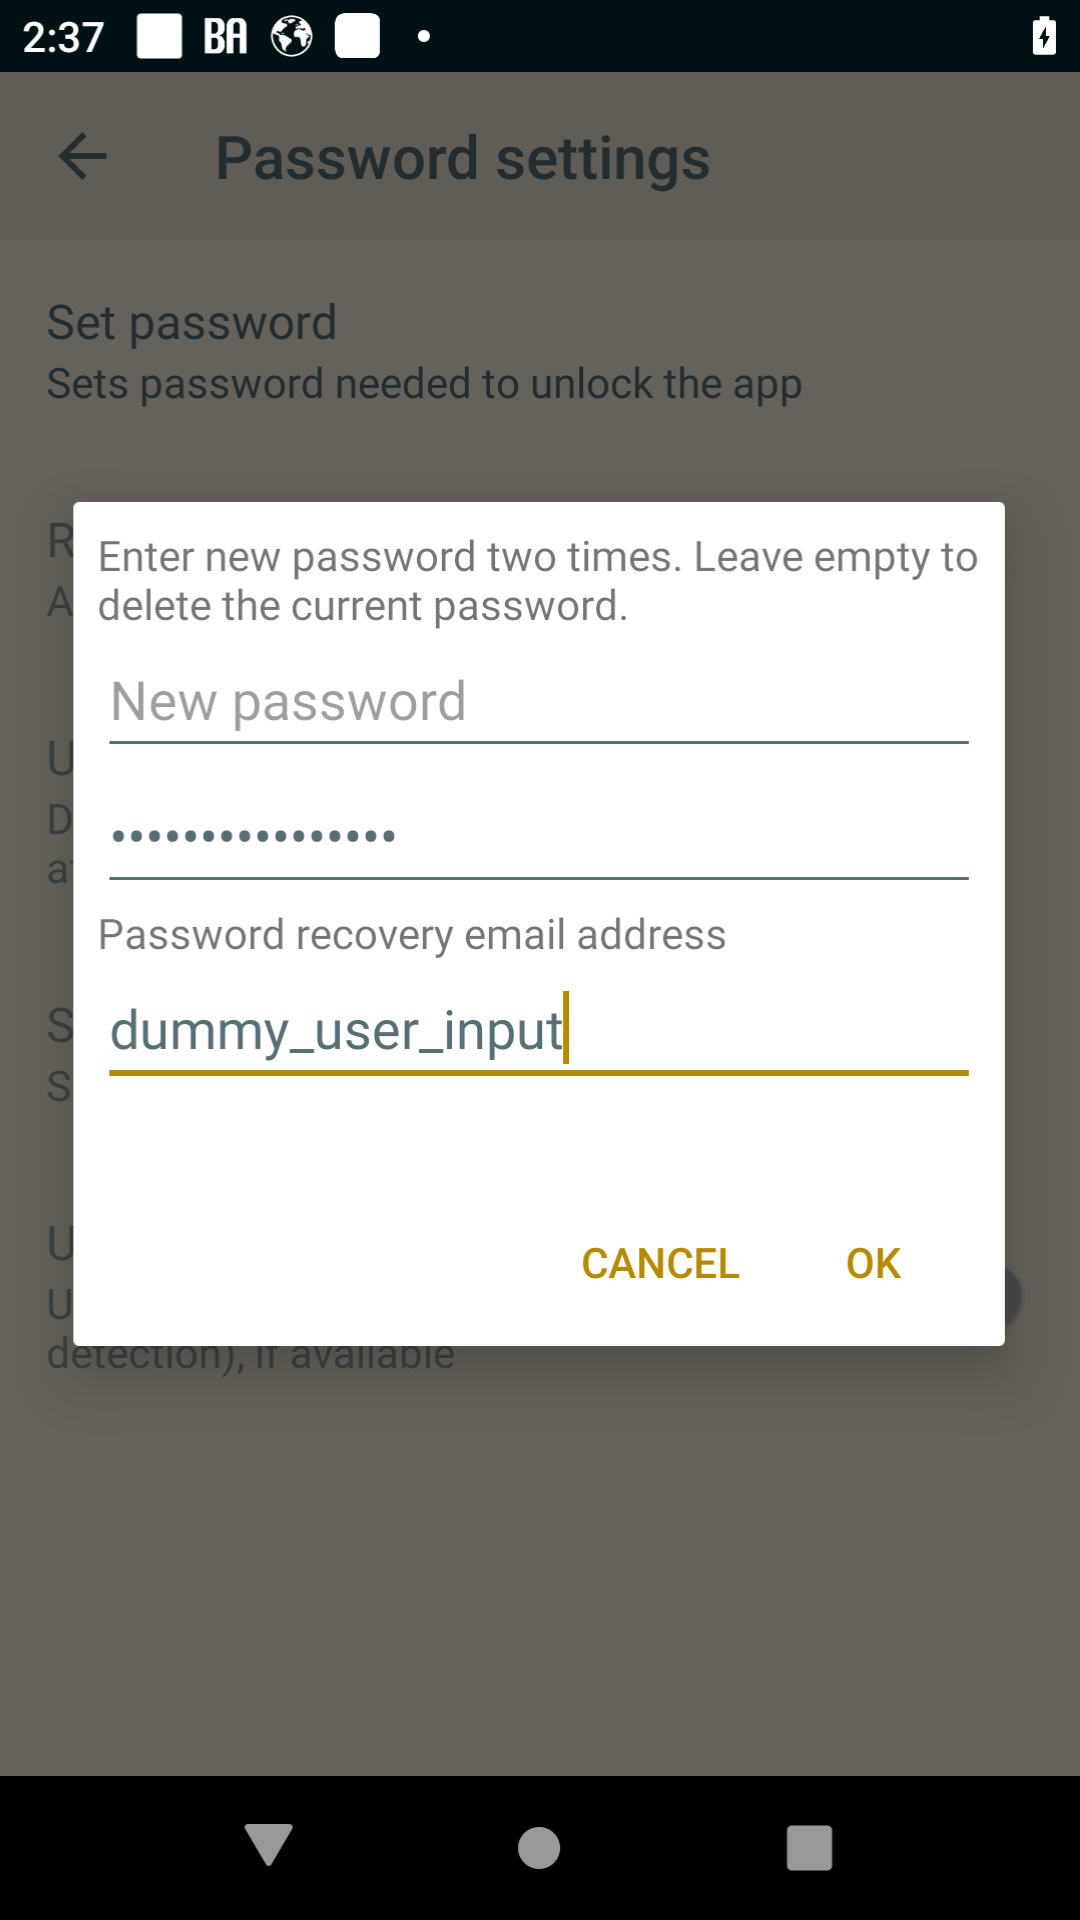 2:37 BA
Password settings
Set password
Sets password needed to unlock the app
R
A
Enter new password two times. Leave empty to
delete the current password.
New password
U
D
a
••••••••••••••••
Password recovery email address
dummy_user_input
S
S
CANCEL OK
U
U
detection), if available